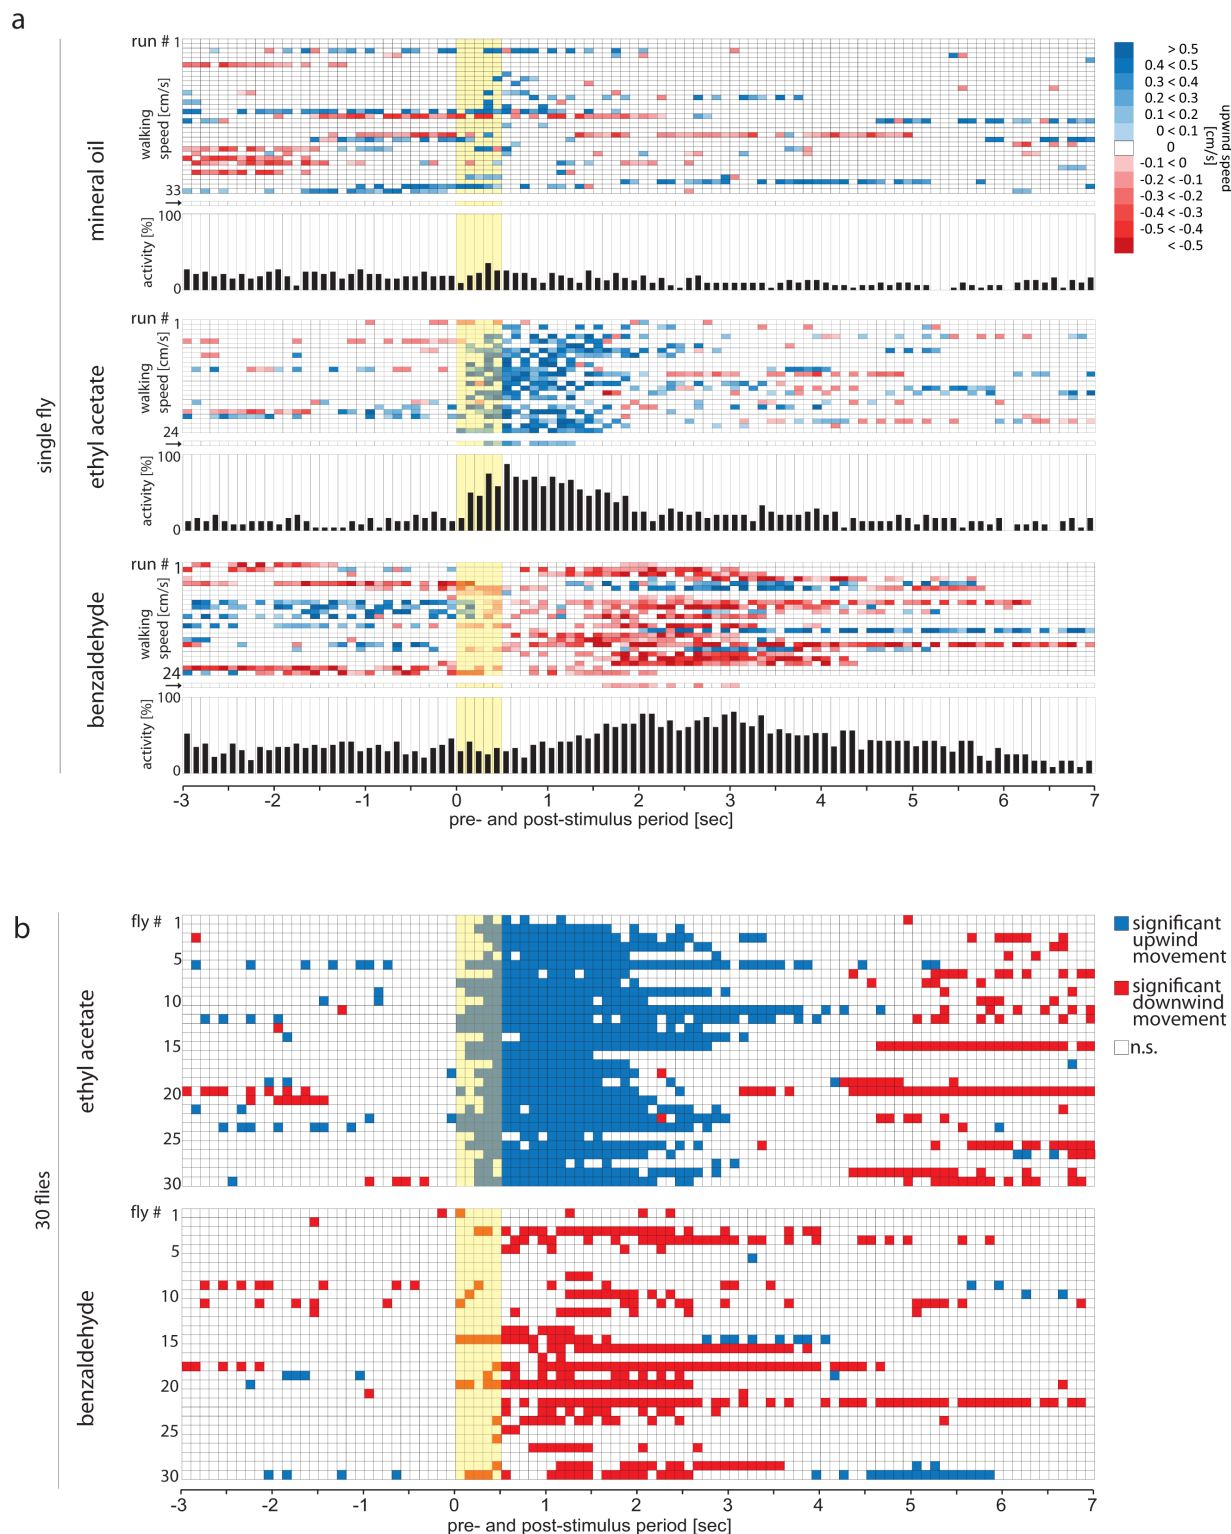 a
run # 1
walking
speed [cm/s]
33
100
activity [%]
0
mineral oil
> 0.5
0.4 < 0.5
0.3 < 0.4
0.2 < 0.3
0.1 < 0.2
0 < 0.1
0
-0.1 < 0
-0.2 < -0.1
-0.3 < -0.2
-0.4 < -0.3
-0.5 < -0.4
< -0.5
upwind speed
[cm/s]
run # 1
walking
speed [cm/s]
24
100
activity [%]
0
ethyl acetate
single fly
run # 1
walking
speed [cm/s]
24
100
activity [%]
0
benzaldehyde
-3 -2 -1 0 1 2 3 4 5 6 7
pre- and post-stimulus period [sec]
b
fly # 1
5
10
15
20
25
30
ethyl acetate
significant
upwind
movement
significant
downwind
movement
n.s.
30 flies
fly # 1
5
10
15
20
25
30
benzaldehyde
-3 -2 -1 0 1 2 3 4 5 6 7
pre- and post-stimulus period [sec]